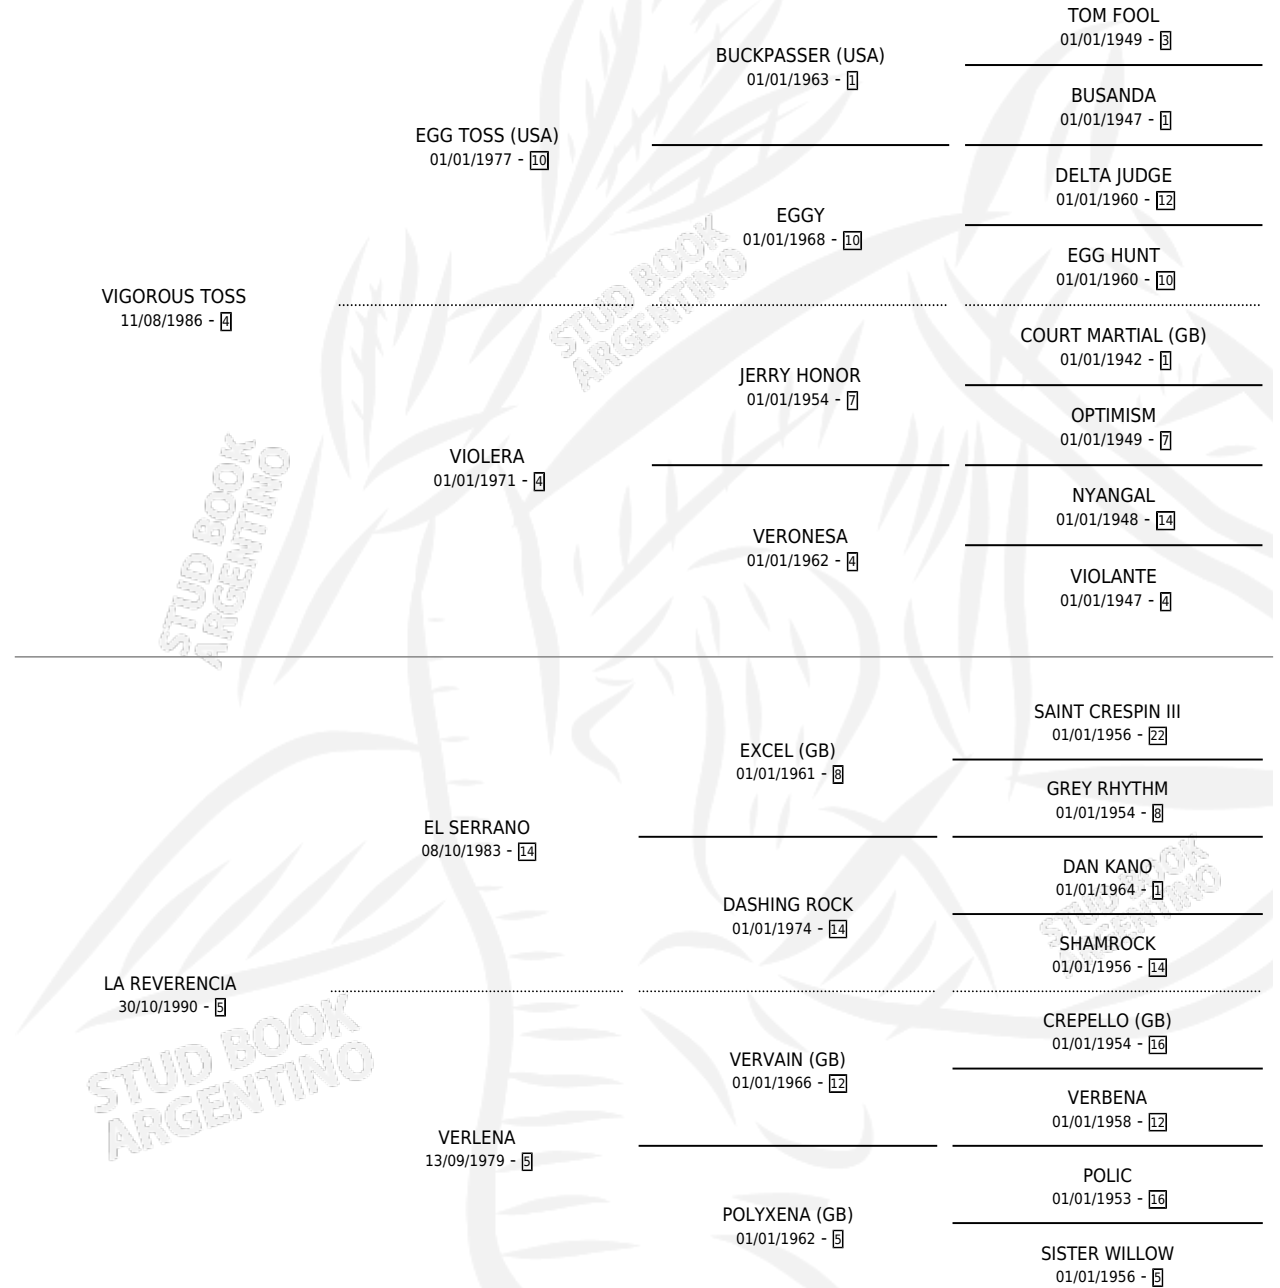 TOM FOOL
01/01/1949 - 3
BUCKPASSER (USA)
01/01/1963 - 1
BUSANDA
01/01/1947 - 1
EGG TOSS (USA)
01/01/1977 - 10
DELTA JUDGE
01/01/1960 - 12
EGGY
01/01/1968 - 10
EGG HUNT
01/01/1960 - 10
VIGOROUS TOSS
11/08/1986 - 4
COURT MARTIAL (GB)
01/01/1942 - 1
JERRY HONOR
01/01/1954 - 7
OPTIMISM
01/01/1949 - 7
VIOLERA
01/01/1971 - 4
NYANGAL
01/01/1948 - 14
VERONESA
01/01/1962 - 4
VIOLANTE
01/01/1947 - 4
STUD BOOK
ARGENTINO
STUD BOOK
ARGENTINO
SAINT CRESPIN III
01/01/1956 - 22
EXCEL (GB)
01/01/1961 - 8
GREY RHYTHM
01/01/1954 - 8
EL SERRANO
08/10/1983 - 14
DAN KANO
01/01/1964 - 1
DASHING ROCK
01/01/1974 - 14
SHAMROCK
01/01/1956 - 14
STUD BOOK
ARGENTINO
LA REVERENCIA
30/10/1990 - 5
CREPELLO (GB)
01/01/1954 - 16
VERVAIN (GB)
01/01/1966 - 12
VERBENA
01/01/1958 - 12
STUD BOOK
ARGENTINO
VERLENA
13/09/1979 - 5
POLIC
01/01/1953 - 16
POLYXENA (GB)
01/01/1962 - 5
SISTER WILLOW
01/01/1956 - 5